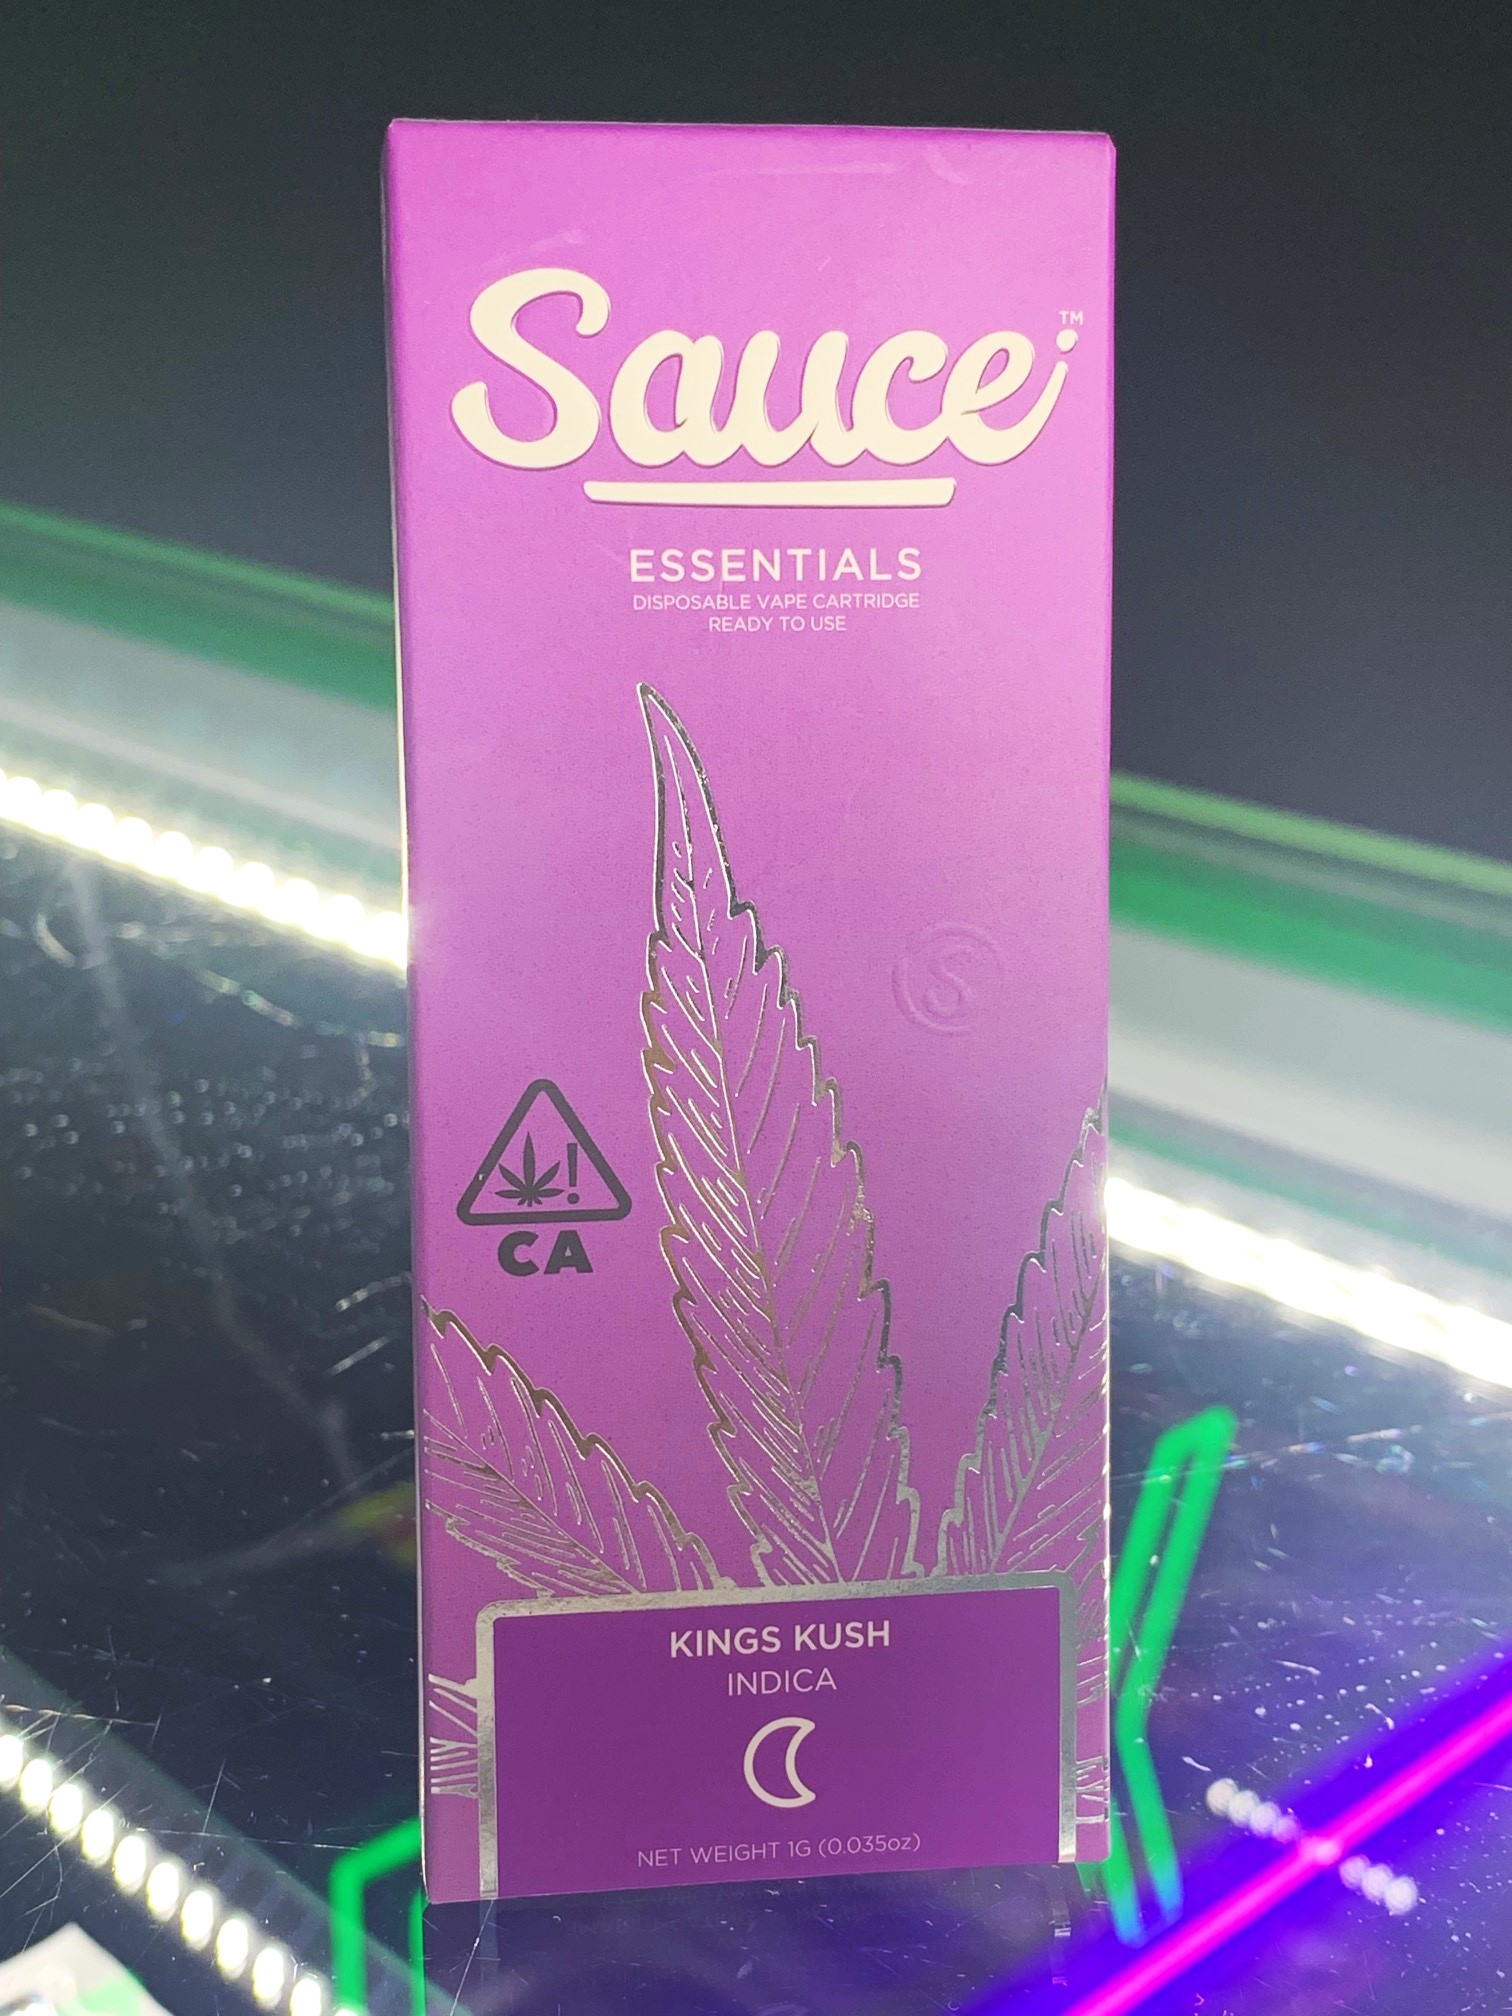 Sauce™
ESSENTIALS
DISPOSABLE VAPE CARTRIDGE
READY TO USE
S
!
CA
KINGS KUSH
INDICA
NET WEIGHT 1G (0.035oz)